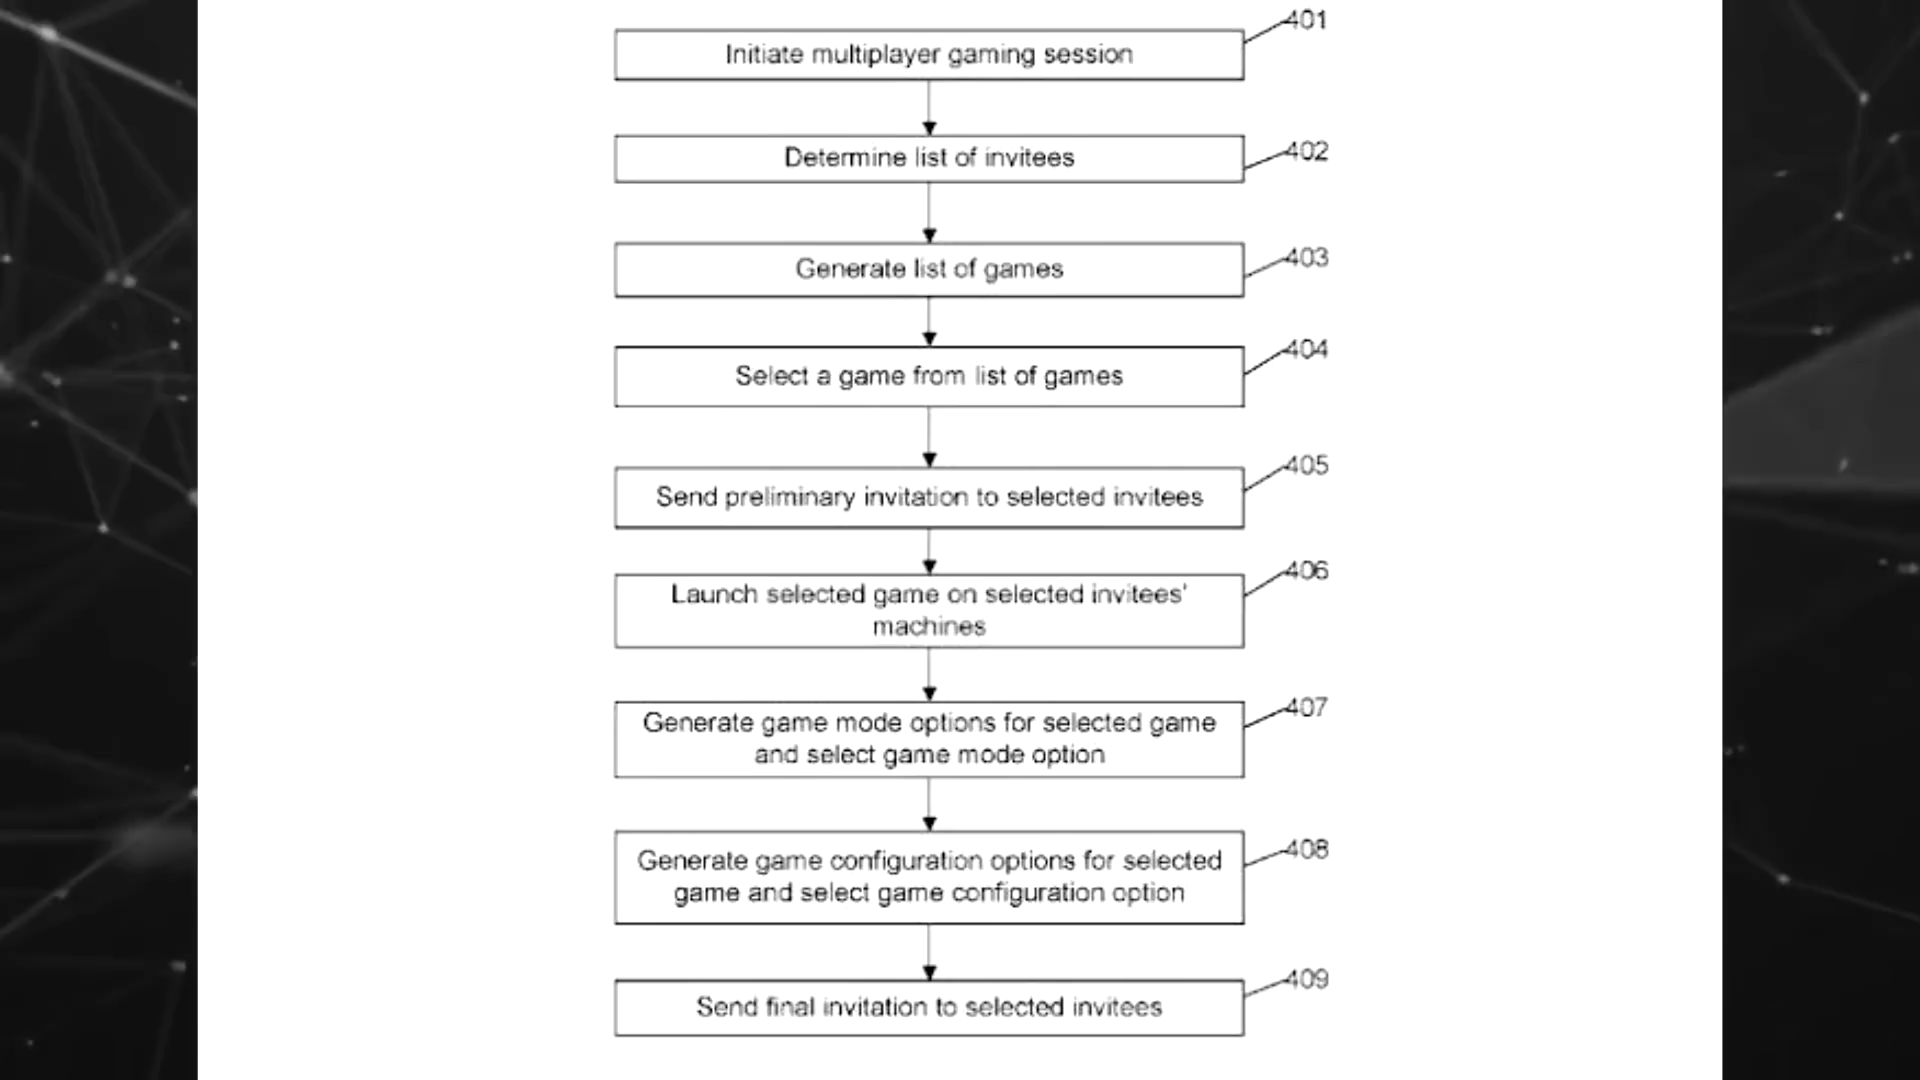 401
Initiate multiplayer gaming session
402
Determine list of invitees
403
Generate list of games
404
Select a game from list of games
405
Send preliminary invitation to selected invitees
406
Launch selected game on selected invitees'
machines
407
Generate game mode options for selected game
and select game mode option
408
Generate game configuration options for selected
game and select game configuration option
409
Send final invitation to selected invitees